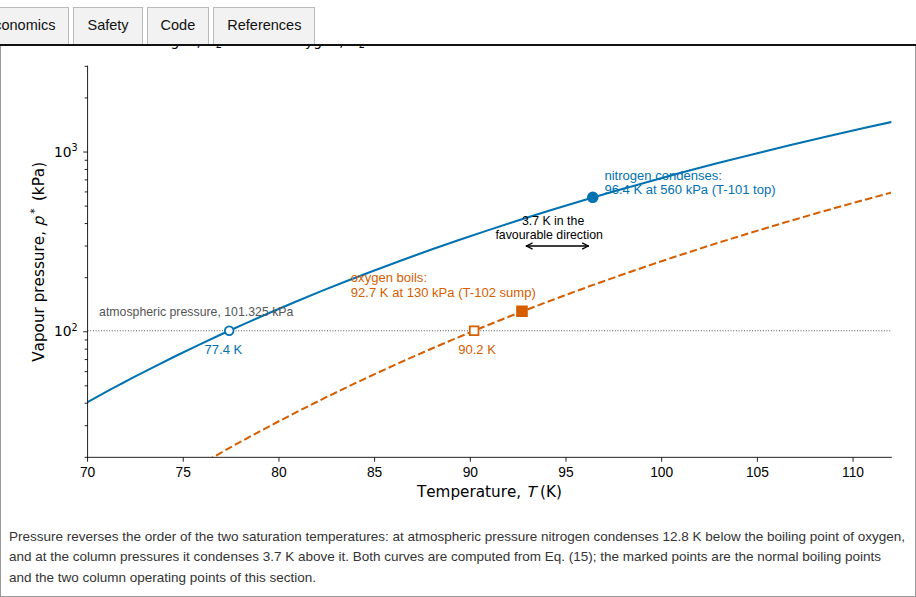 Safety
Code
References
10³
Vapour pressure, p* (kPa)
nitrogen condenses:
96.4 K at 560 kPa (T-101 top)
3.7 K in the
favourable direction
oxygen boils:
92.7 K at 130 kPa (T-102 sump)
atmospheric pressure, 101.325 kPa
10²
77.4 K
90.2 K
70 75 80 85 90 95 100 105 110
Temperature, T (K)
Pressure reverses the order of the two saturation temperatures: at atmospheric pressure nitrogen condenses 12.8 K below the boiling point of oxygen,
and at the column pressures it condenses 3.7 K above it. Both curves are computed from Eq. (15); the marked points are the normal boiling points
and the two column operating points of this section.